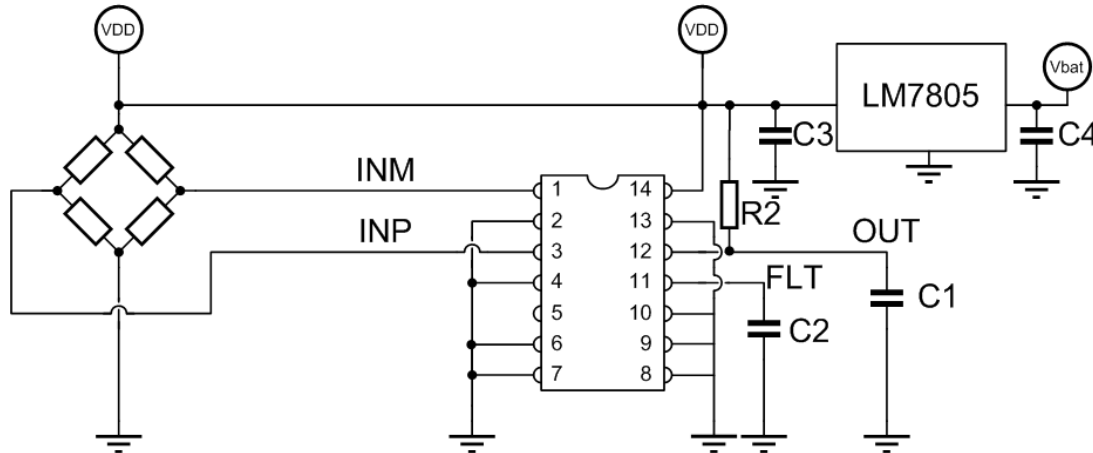 VDD
VDD
Vbat
LM7805
C3
C4
INM
1
14
R2
2
13
INP
3
12
OUT
4
11
FLT
5
10
C2
C1
6
9
7
8